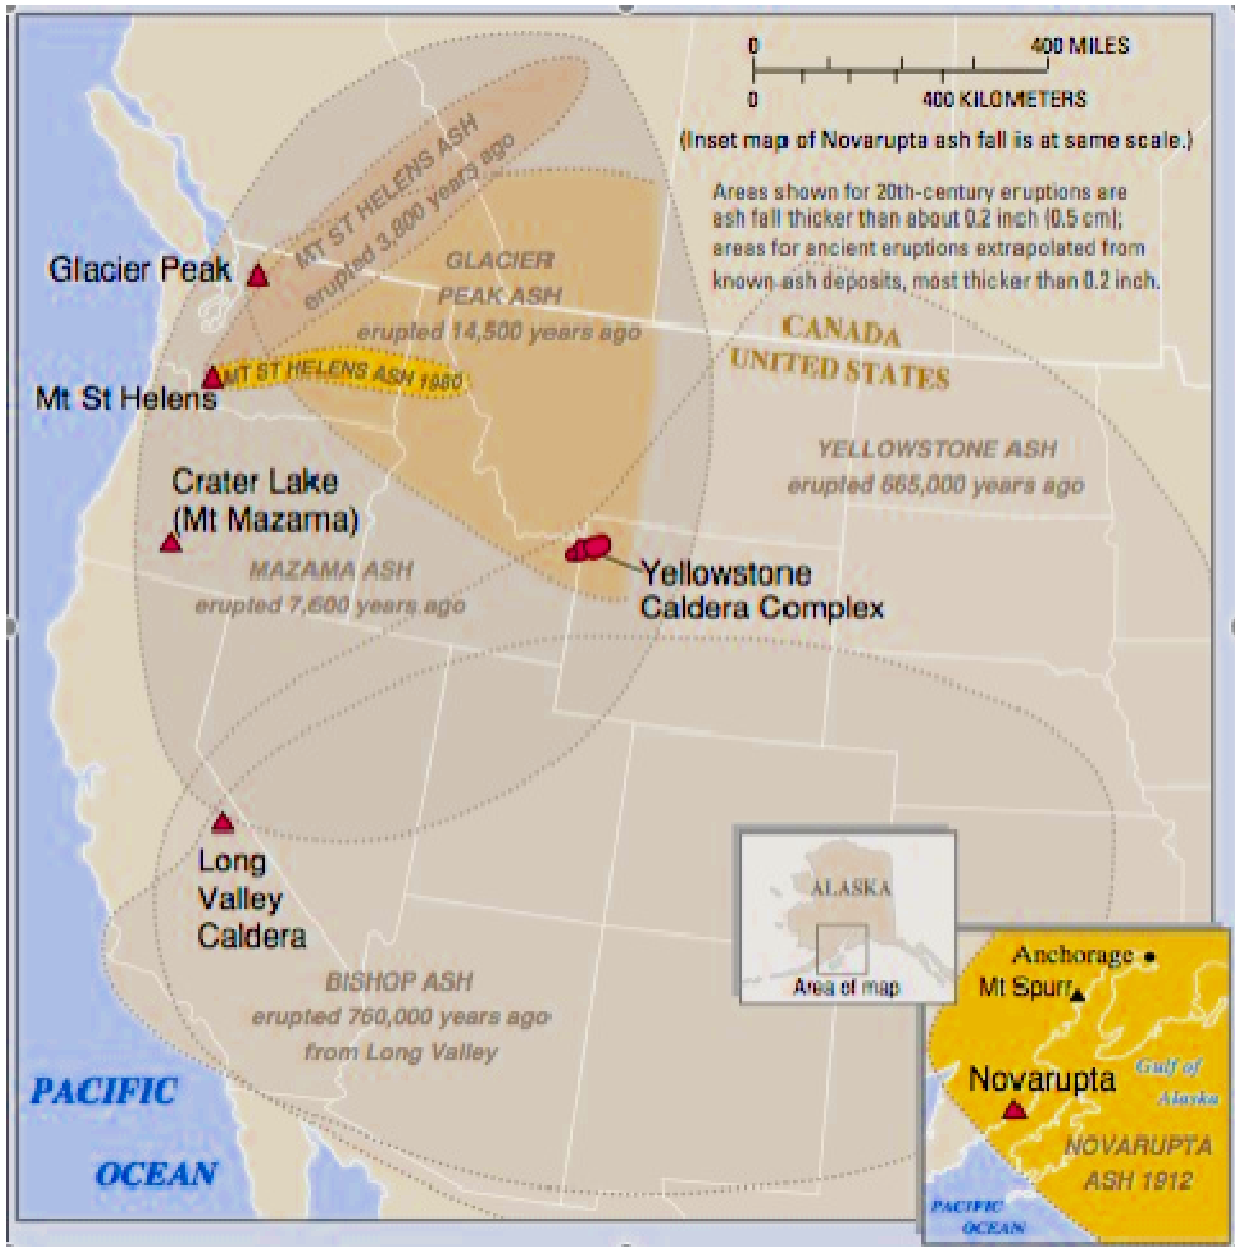 0 400 MILES
0 400 KILOMETERS
(Inset map of Novarupta ash fall is at same scale.)
Areas shown for 20th-century eruptions are
ash fall thicker than about 0.2 inch (0.5 cm);
areas for ancient eruptions extrapolated from
known ash deposits, most thicker than 0.2 inch.
MT ST HELENS ASH
erupted 3,800 years ago
Glacier Peak
GLACIER
PEAK ASH
erupted 14,500 years ago
CANADA
UNITED STATES
MT ST HELENS ASH 1980
Mt St Helens
YELLOWSTONE ASH
erupted 665,000 years ago
Crater Lake
(Mt Mazama)
MAZAMA ASH
erupted 7,600 years ago
Yellowstone
Caldera Complex
Long
Valley
Caldera
ALASKA
Area of map
BISHOP ASH
erupted 760,000 years ago
from Long Valley
Anchorage
Mt Spurr
Novarupta
Gulf of
Alaska
NOVARUPTA
ASH 1912
PACIFIC
OCEAN
PACIFIC
OCEAN